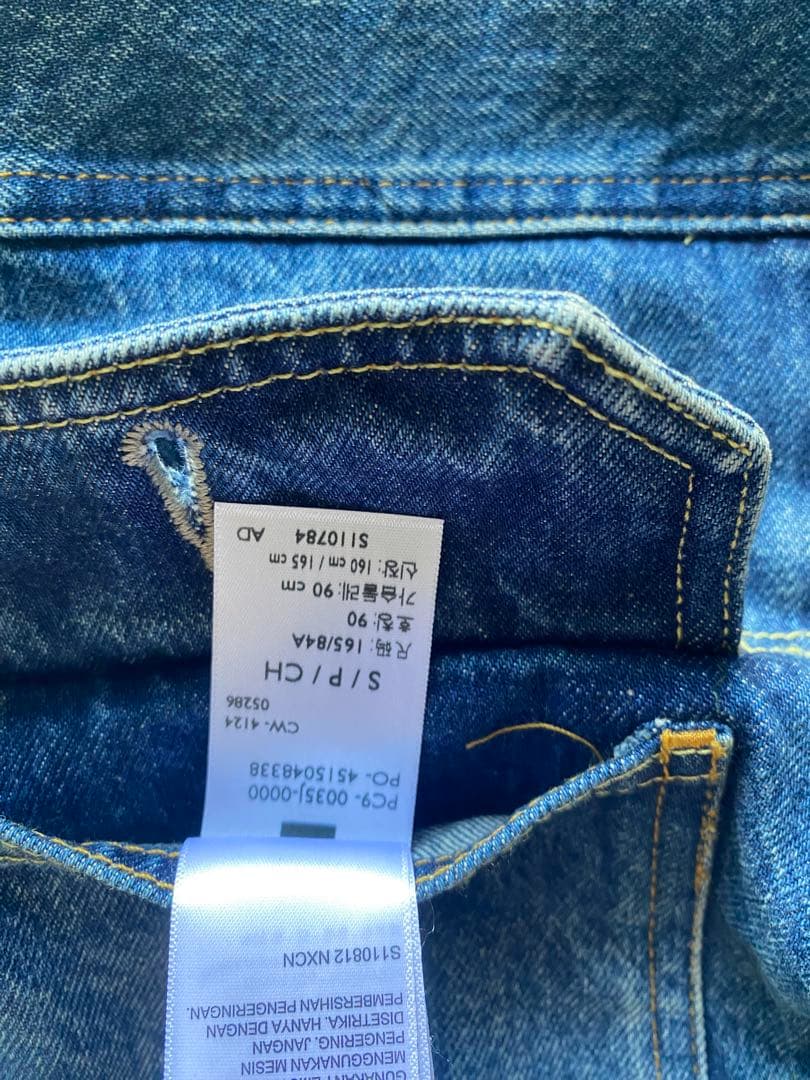 MENGGUNAKAN MESIN
PENGERING. JANGAN
DISETRIKA. HANYA DENGAN
PEMBERSIHAN PENGERINGAN.
S110812 NXCN
PC9- 0035J-0000
PO- 4515048338
CW- 4124
05286
S / P / CH
尺碼: 165/84A
호칭: 90
가슴둘레: 90 cm
신장: 160 cm / 165 cm
S110784 AD